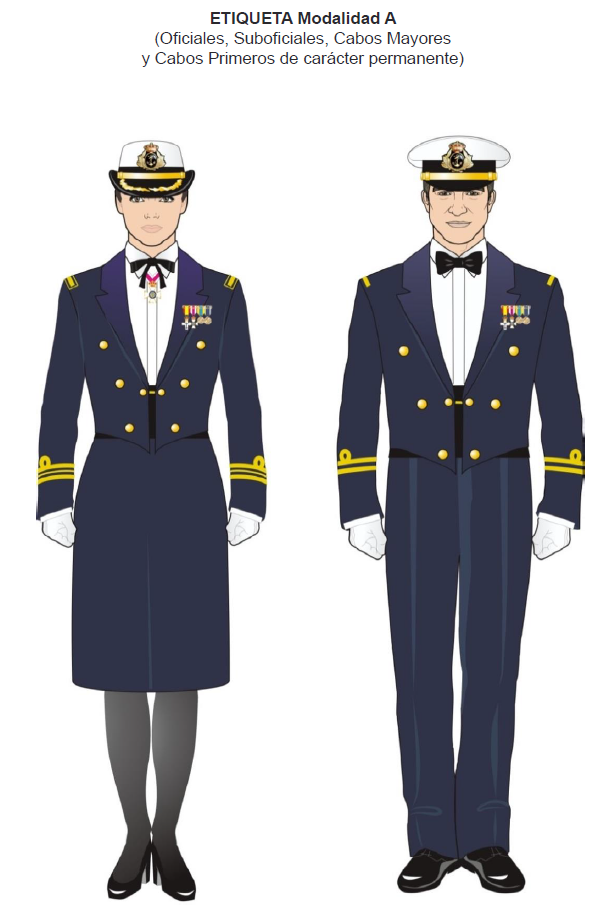 ETIQUETA Modalidad A
(Oficiales, Suboficiales, Cabos Mayores
y Cabos Primeros de carácter permanente)